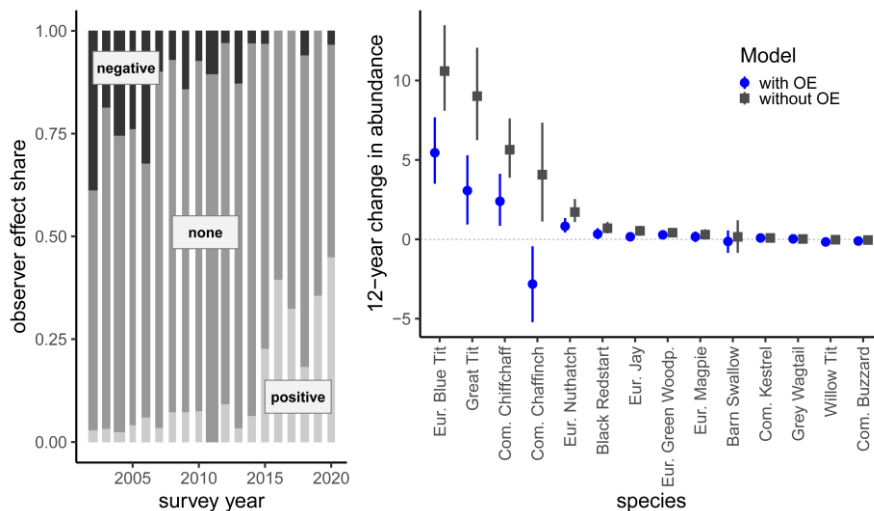 observer effect share
1.00
0.75
0.50
0.25
0.00
negative
none
positive
2005
2010
2015
2020
survey year
12−year change in abundance
10
5
0
−5
Model
with OE
without OE
Eur. Blue Tit
Great Tit
Com. Chiffchaff
Com. Chaffinch
Eur. Nuthatch
Black Redstart
Eur. Jay
Eur. Green Woodp.
Eur. Magpie
Barn Swallow
Com. Kestrel
Grey Wagtail
Willow Tit
Com. Buzzard
species